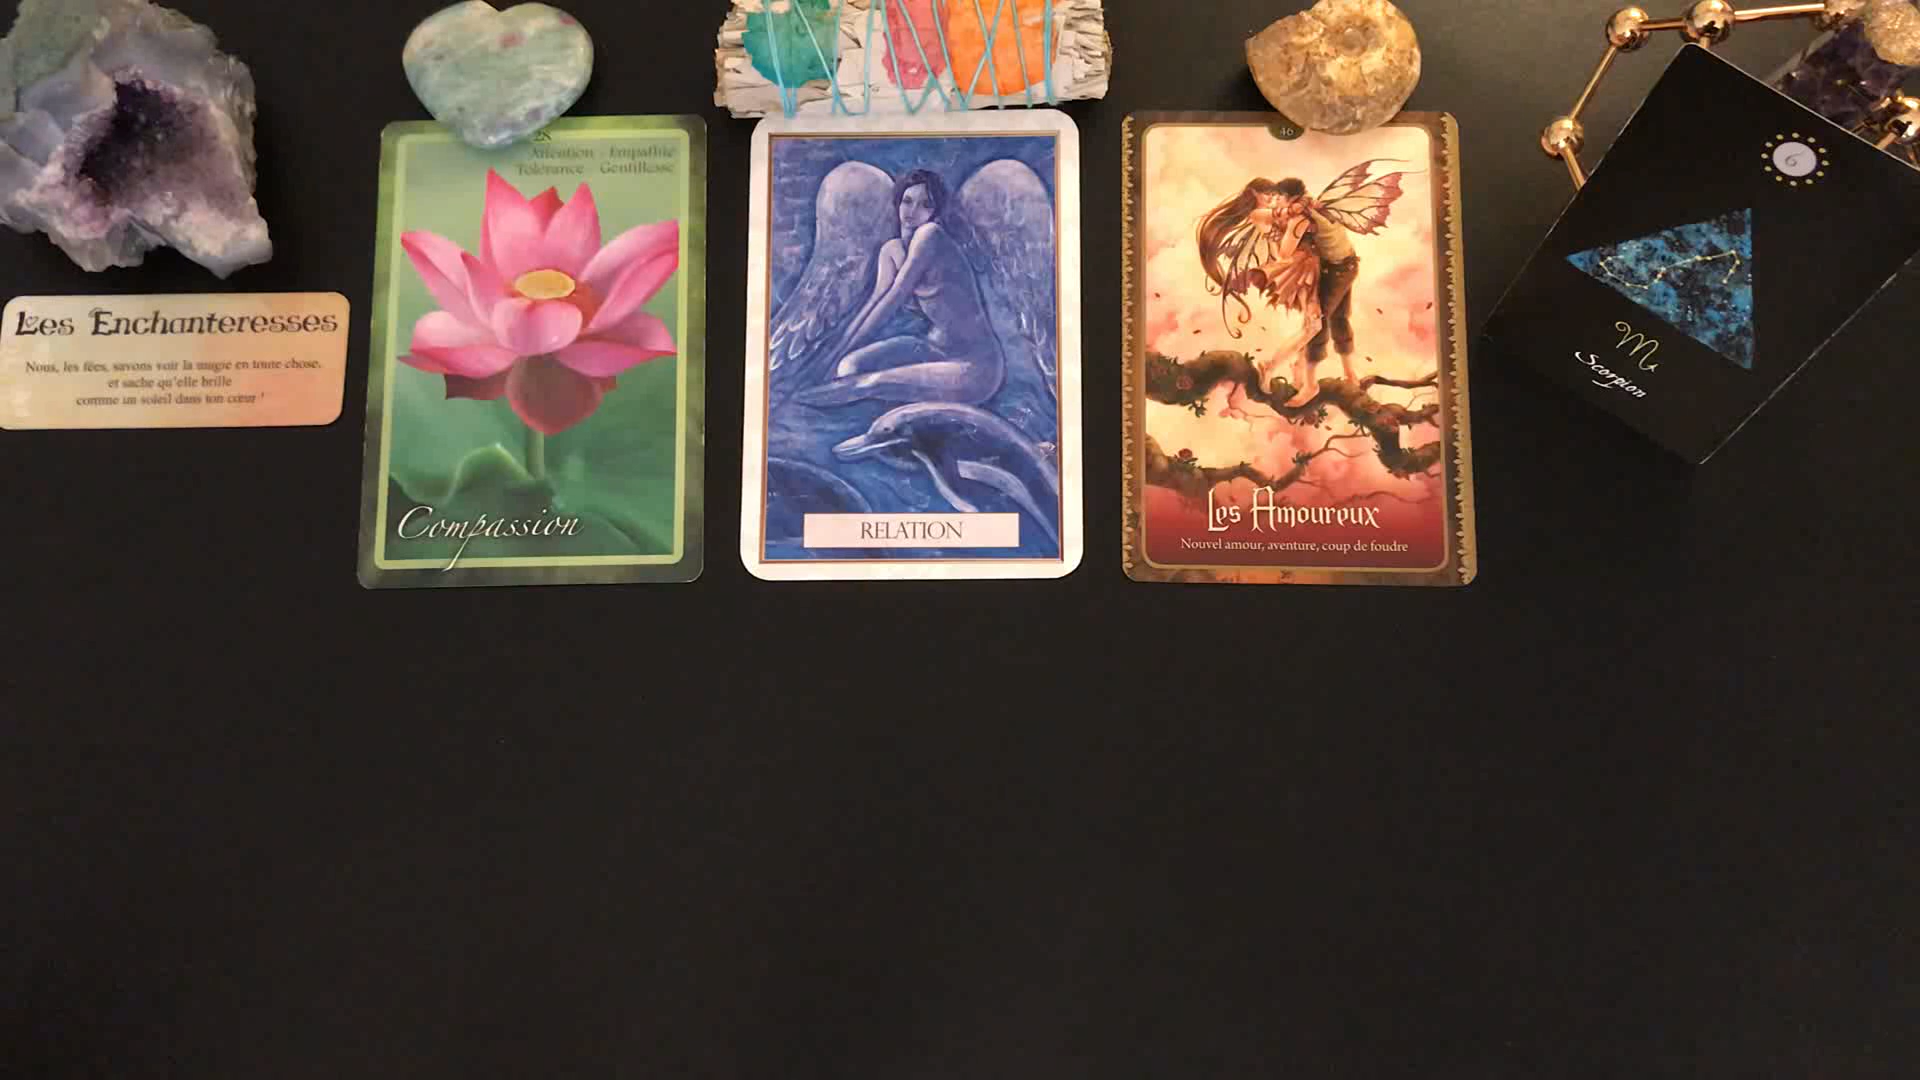 Les Enchanteresses
Nous, les fées, savons voir la magie en toute chose,
et sache qu'elle brille
comme un soleil dans ton cœur !
28
Attention Empathie
Tolérance Gentillesse
Compassion
RELATION
46
Les Amoureux
Nouvel amour, aventure, coup de foudre
6
Scorpion